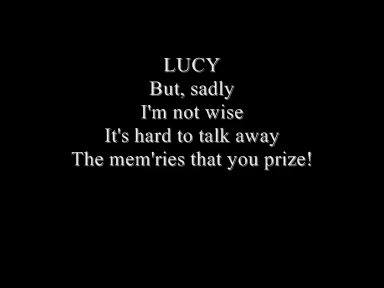 LUCY
But, sadly
I'm not wise
It's hard to talk away
The mem'ries that you prize!